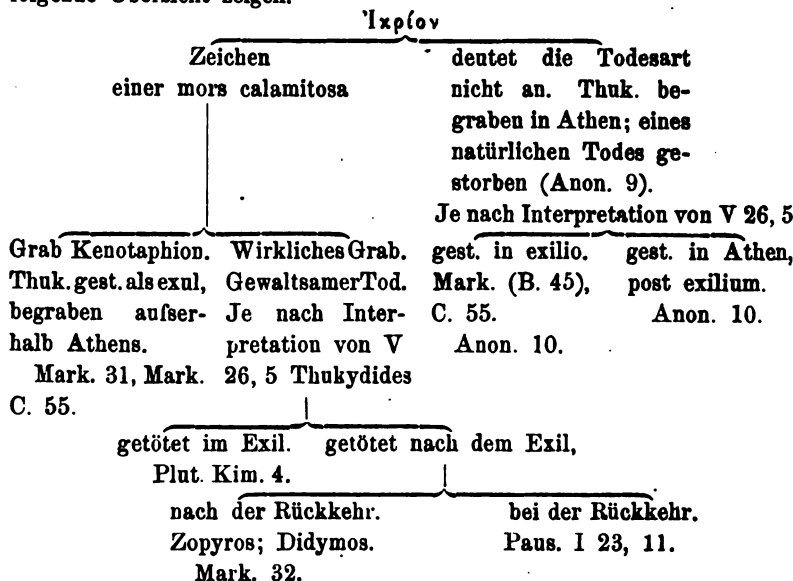 folgende Übersicht zeigen.
Ἰκρίον
Zeichen
einer mors calamitosa
deutet die Todesart
nicht an. Thuk. be-
graben in Athen; eines
natürlichen Todes ge-
storben (Anon. 9).
Je nach Interpretation von V 26, 5
Grab Kenotaphion.
Thuk. gest. als exul,
begraben aufser-
halb Athens.
Mark. 31, Mark.
C. 55.
Wirkliches Grab.
Gewaltsamer Tod.
Je nach Inter-
pretation von V
26, 5 Thukydides
gest. in exilio.
Mark. (B. 45),
C. 55.
Anon. 10.
gest. in Athen,
post exilium.
Anon. 10.
getötet im Exil.
Plut. Kim. 4.
getötet nach dem Exil,
nach der Rückkehr.
Zopyros; Didymos.
Mark. 32.
bei der Rückkehr.
Paus. I 23, 11.